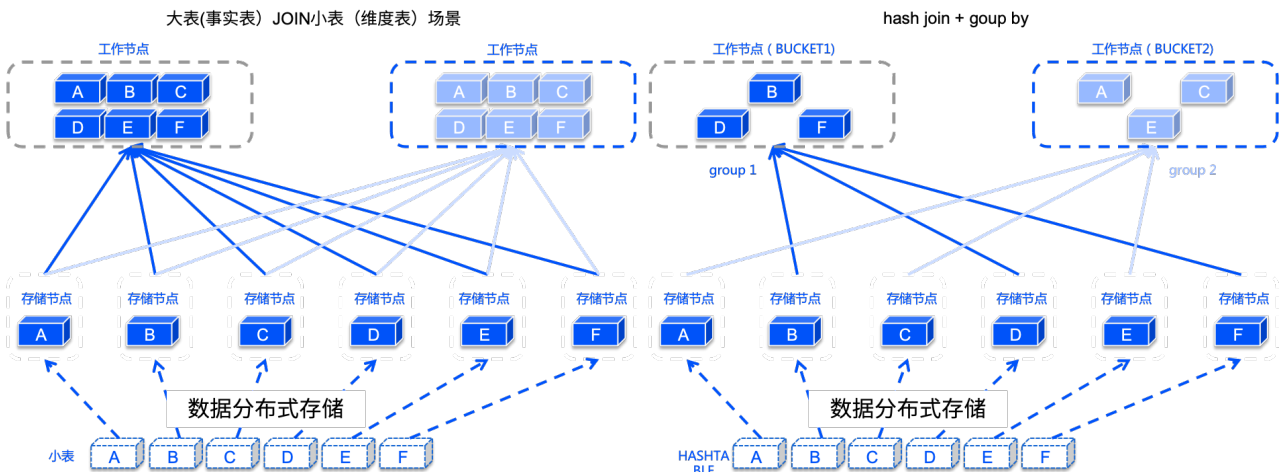 大表(事实表）JOIN小表（维度表）场景
hash join + goup by
工作节点
工作节点
工作节点（BUCKET1)
工作节点（BUCKET2)
A B C
A B C
B
A C
D E F
D E F
D F
E
group 1
group 2
存储节点 存储节点 存储节点 存储节点 存储节点 存储节点
存储节点 存储节点 存储节点 存储节点 存储节点 存储节点
A B C D E F
A B C D E F
数据分布式存储
数据分布式存储
小表 A B C D E F
HASHTA
BLE
A B C D E F